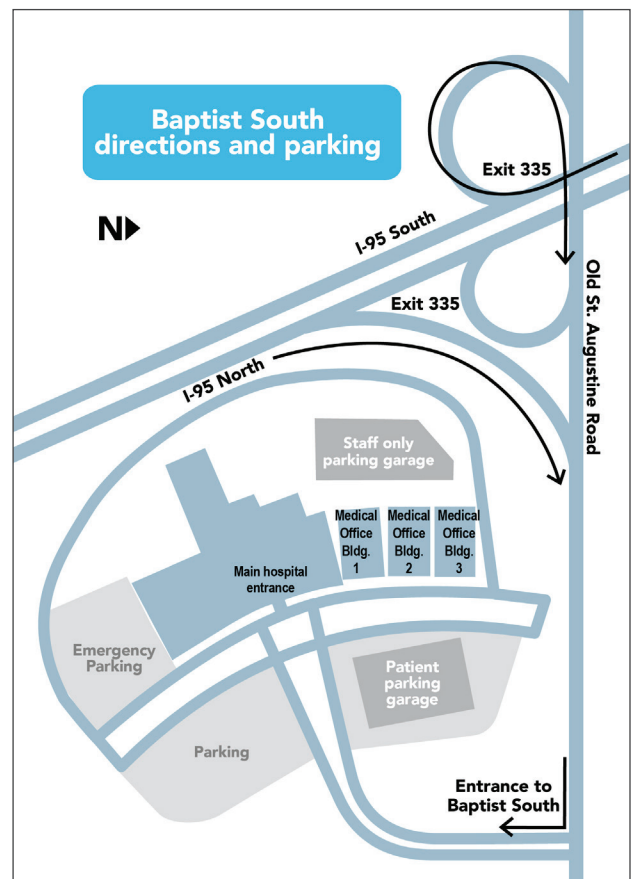 Baptist South
directions and parking
N
Exit 335
I-95 South
Exit 335
Old St. Augustine Road
I-95 North
Staff only
parking garage
Medical
Office
Bldg.
1
Medical
Office
Bldg.
2
Medical
Office
Bldg.
3
Main hospital
entrance
Emergency
Parking
Patient
parking
garage
Parking
Entrance to
Baptist South